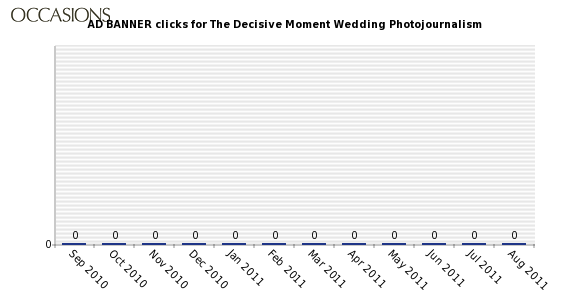 OCCASIONS
AD BANNER clicks for The Decisive Moment Wedding Photojournalism
0 0 0 0 0 0 0 0 0 0 0 0
0
Sep 2010 Oct 2010 Nov 2010 Dec 2010 Jan 2011 Feb 2011 Mar 2011 Apr 2011 May 2011 Jun 2011 Jul 2011 Aug 2011